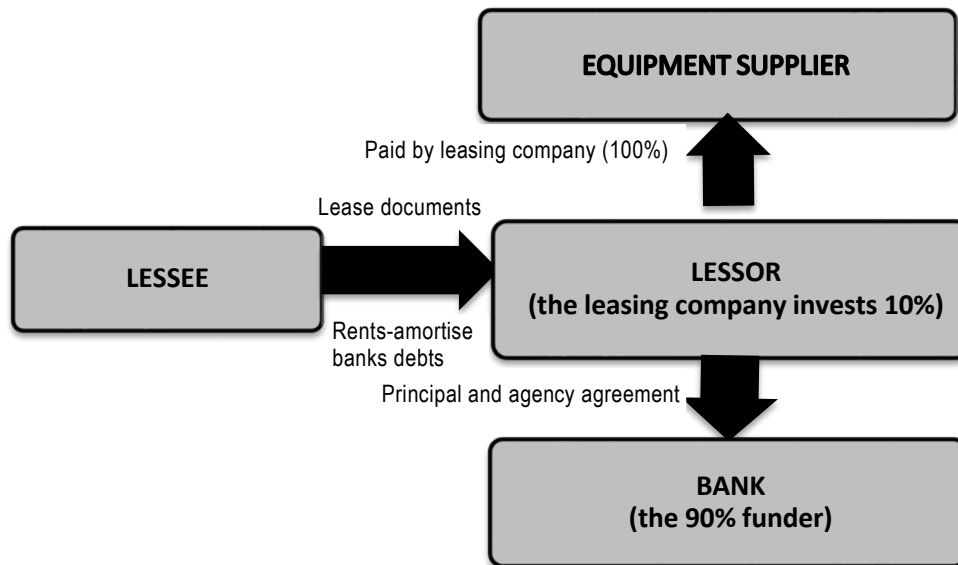 EQUIPMENT SUPPLIER
Paid by leasing company (100%)
Lease documents
LESSEE
LESSOR
(the leasing company invests 10%)
Rents-amortise
banks debts
Principal and agency agreement
BANK
(the 90% funder)